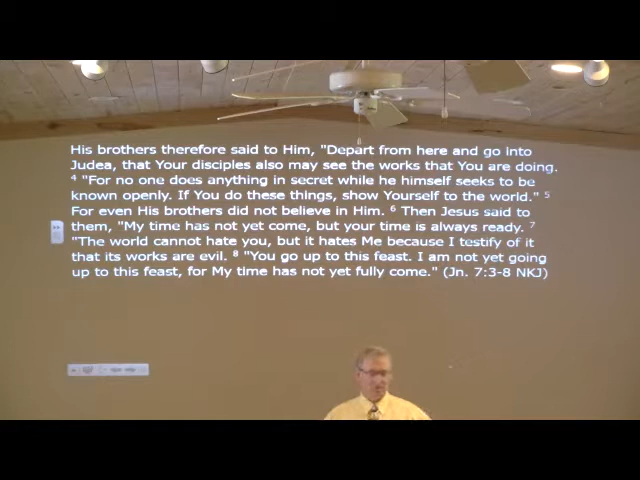 His brothers therefore said to Him, "Depart from here and go into
Judea, that Your disciples also may see the works that You are doing.
4 "For no one does anything in secret while he himself seeks to be
known openly. If You do these things, show Yourself to the world." 5
For even His brothers did not believe in Him. 6 Then Jesus said to
them, "My time has not yet come, but your time is always ready. 7
"The world cannot hate you, but it hates Me because I testify of it
that its works are evil. 8 "You go up to this feast. I am not yet going
up to this feast, for My time has not yet fully come." (Jn. 7:3-8 NKJ)